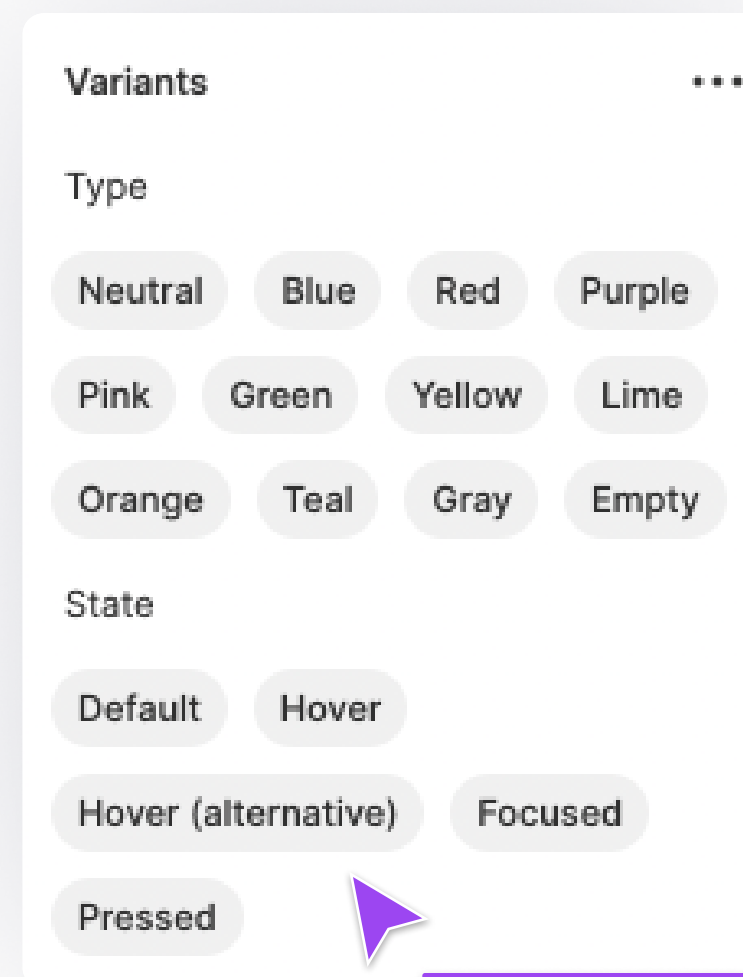 Variants
Type
Neutral Blue Red Purple
Pink Green Yellow Lime
Orange Teal Gray Empty
State
Default Hover
Hover (alternative) Focused
Pressed